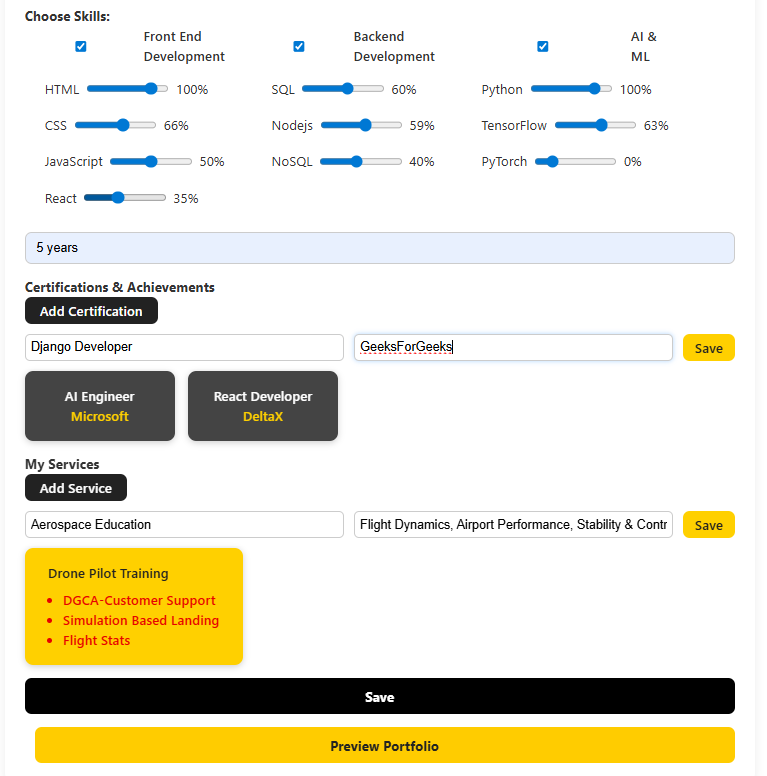 Choose Skills:
Front End Development
Backend Development
AI & ML
HTML 100%
SQL 60%
Python 100%
CSS 66%
Nodejs 59%
TensorFlow 63%
JavaScript 50%
NoSQL 40%
PyTorch 0%
React 35%
5 years
Certifications & Achievements
Add Certification
Django Developer
GeeksForGeeks
Save
AI Engineer
Microsoft
React Developer
DeltaX
My Services
Add Service
Aerospace Education
Flight Dynamics, Airport Performance, Stability & Contr
Save
Drone Pilot Training
DGCA-Customer Support
Simulation Based Landing
Flight Stats
Save
Preview Portfolio